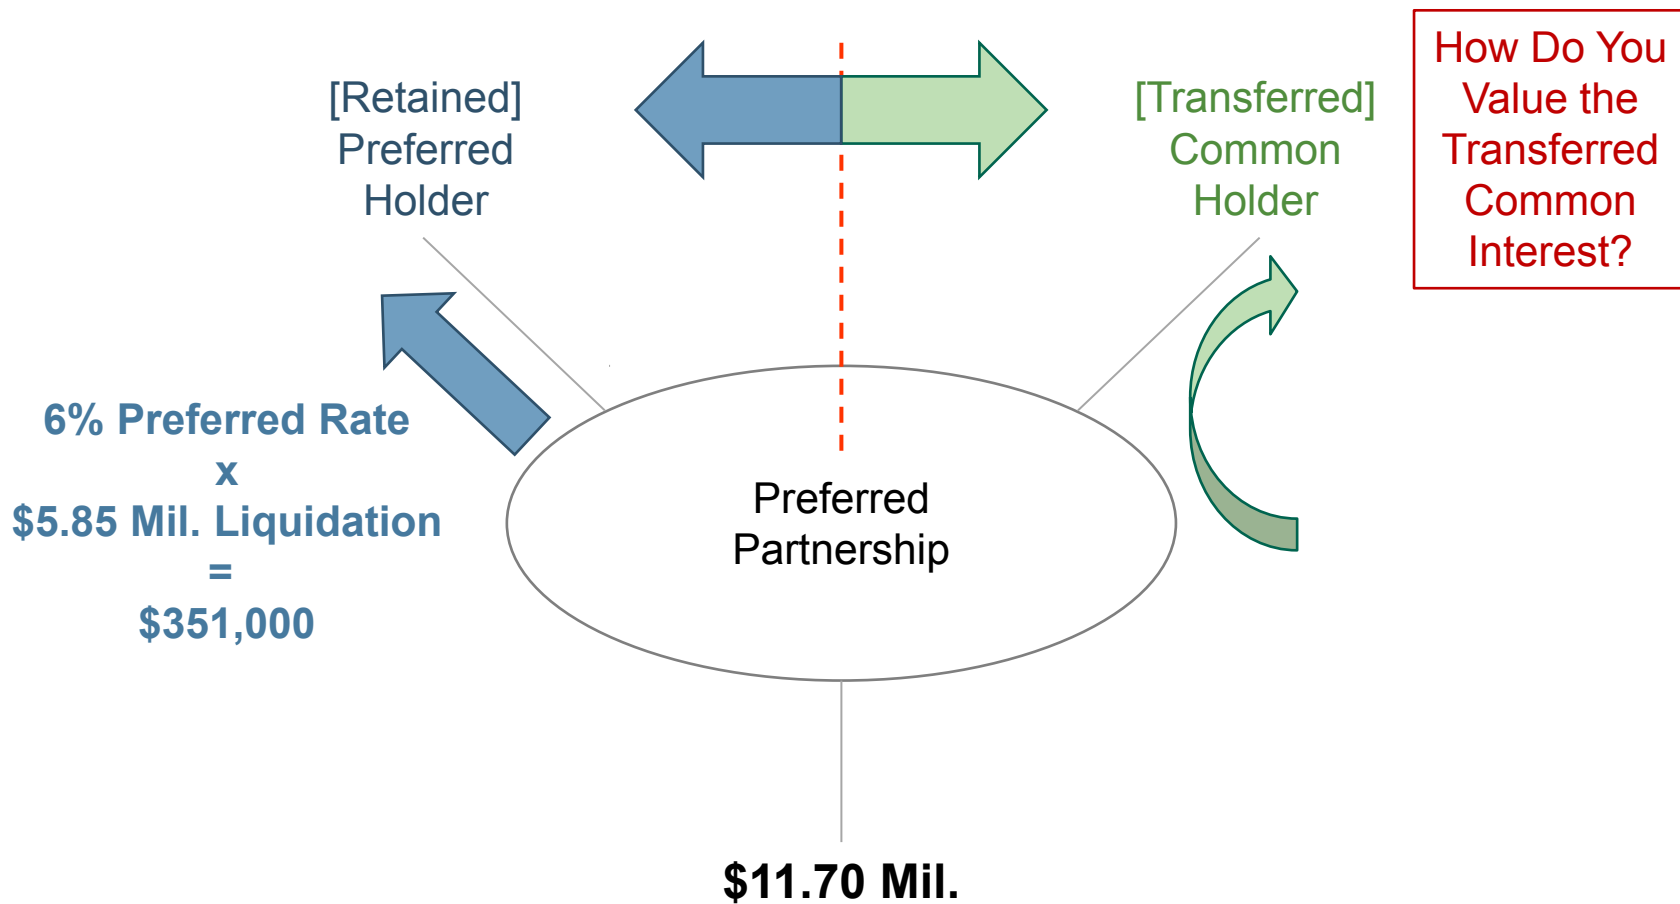 [Retained]
Preferred
Holder
[Transferred]
Common
Holder
How Do You
Value the
Transferred
Common
Interest?
6% Preferred Rate
x
$5.85 Mil. Liquidation
=
$351,000
Preferred
Partnership
$11.70 Mil.